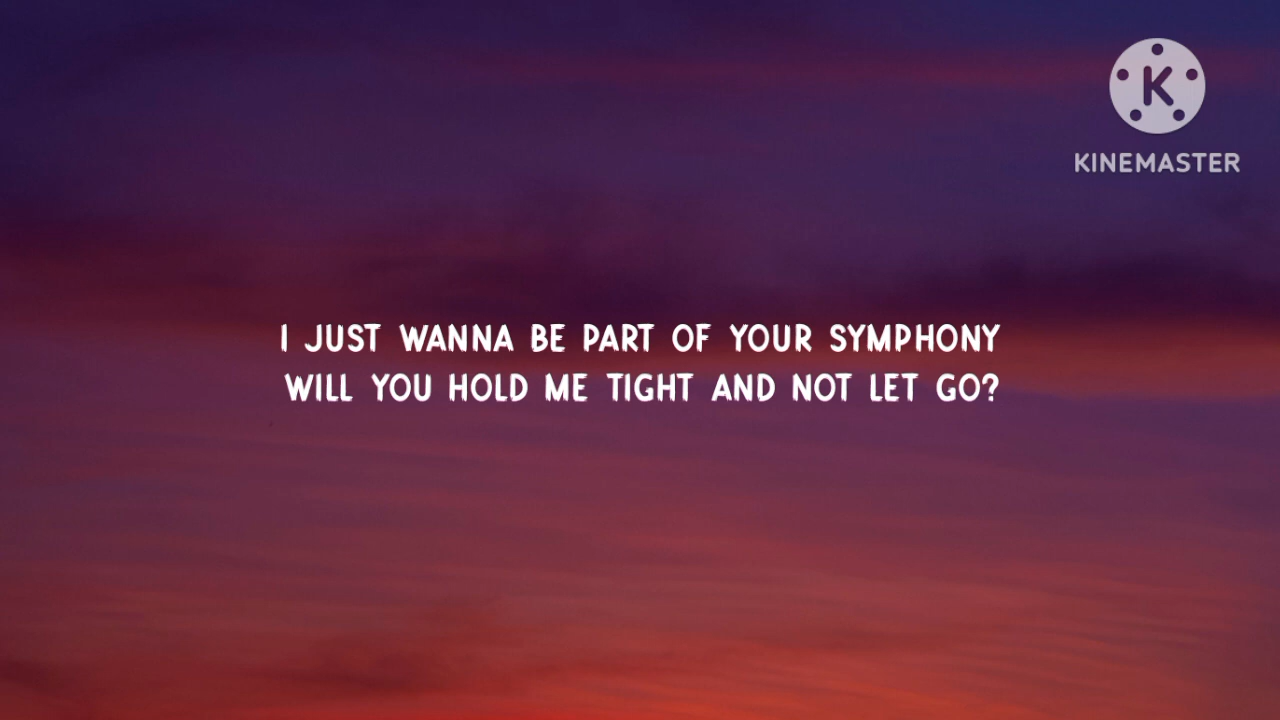 K
KINEMASTER
I JUST WANNA BE PART OF YOUR SYMPHONY
WILL YOU HOLD ME TIGHT AND NOT LET GO?